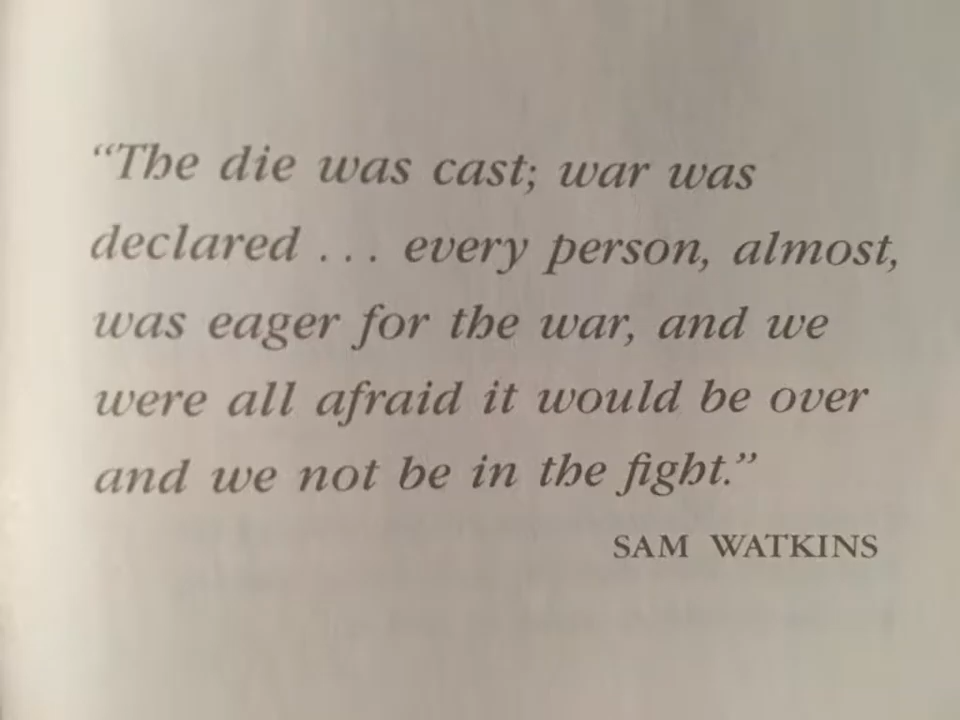 “The die was cast; war was
declared . . . every person, almost,
was eager for the war, and we
were all afraid it would be over
and we not be in the fight.”
SAM WATKINS